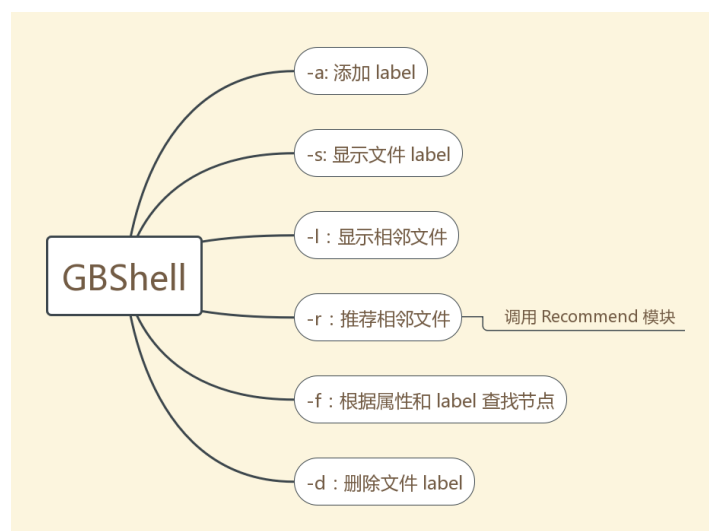 -a: 添加 label
-s: 显示文件 label
-l：显示相邻文件
GBShell
-r：推荐相邻文件
调用 Recommend 模块
-f：根据属性和 label 查找节点
-d：删除文件 label